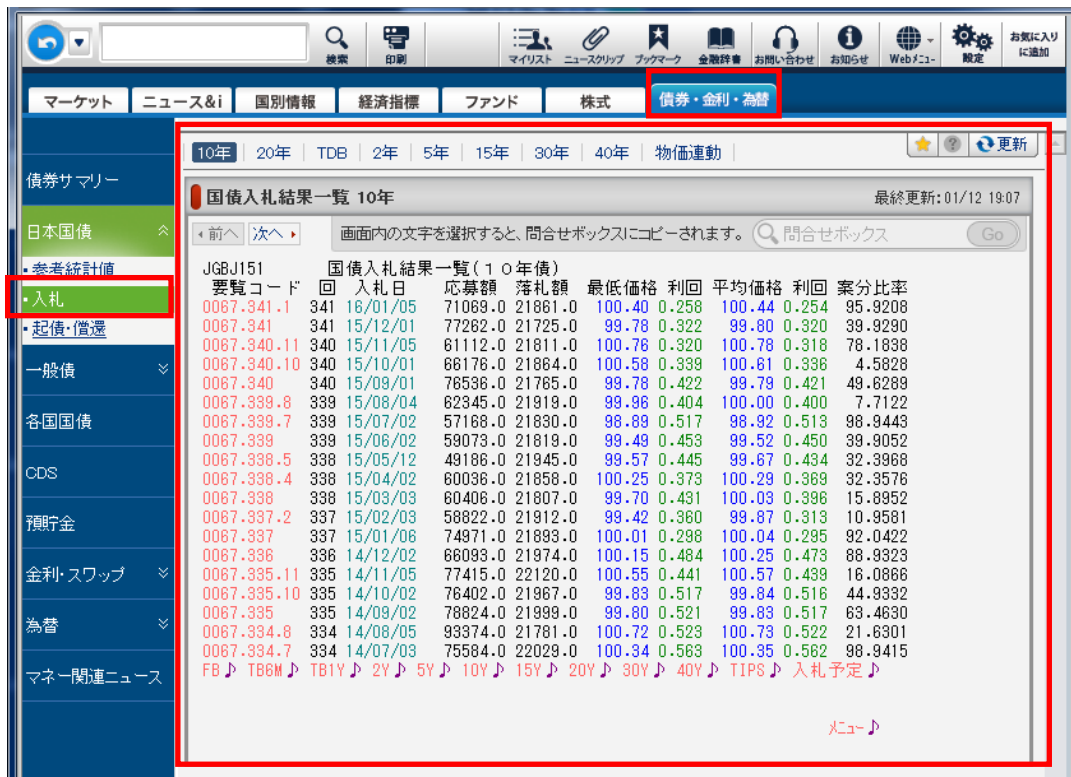 検索 印刷 マイリスト ニュースクリップ ブックマーク 金融辞書 お問い合わせ お知らせ Webメニュー 設定 お気に入りに追加
マーケット ニュース&i 国別情報 経済指標 ファンド 株式 債券・金利・為替
10年 20年 TDB 2年 5年 15年 30年 40年 物価連動 更新
債券サマリー
日本国債
参考統計値
入札
起債・償還
一般債
各国国債
CDS
預貯金
金利・スワップ
為替
マネー関連ニュース
国債入札結果一覧 10年 最終更新:01/12 19:07
前へ 次へ 画面内の文字を選択すると、問合せボックスにコピーされます。 問合せボックス Go
JGBJ151 国債入札結果一覧(10年債)
要覧コード 回 入札日 応募額 落札額 最低価格 利回 平均価格 利回 案分比率
0067.341.1 341 16/01/05 71069.0 21861.0 100.40 0.258 100.44 0.254 95.9208
0067.341 341 15/12/01 77262.0 21725.0 99.78 0.322 99.80 0.320 39.9290
0067.340.11 340 15/11/05 61112.0 21811.0 100.76 0.320 100.78 0.318 78.1838
0067.340.10 340 15/10/01 66176.0 21864.0 100.58 0.339 100.61 0.336 4.5828
0067.340 340 15/09/01 76536.0 21765.0 99.78 0.422 99.79 0.421 49.6289
0067.339.8 339 15/08/04 62345.0 21919.0 99.96 0.404 100.00 0.400 7.7122
0067.339.7 339 15/07/02 57168.0 21830.0 98.89 0.517 98.92 0.513 98.9443
0067.339 339 15/06/02 59073.0 21819.0 99.49 0.453 99.52 0.450 39.9052
0067.338.5 338 15/05/12 49186.0 21945.0 99.57 0.445 99.67 0.434 32.3968
0067.338.4 338 15/04/02 60036.0 21858.0 100.25 0.373 100.29 0.369 32.3576
0067.338 338 15/03/03 60406.0 21807.0 99.70 0.431 100.03 0.396 15.8952
0067.337.2 337 15/02/03 58822.0 21912.0 99.42 0.360 99.87 0.313 10.9581
0067.337 337 15/01/06 74971.0 21893.0 100.01 0.298 100.04 0.295 92.0422
0067.336 336 14/12/02 66093.0 21974.0 100.15 0.484 100.25 0.473 88.9323
0067.335.11 335 14/11/05 77415.0 22120.0 100.55 0.441 100.57 0.439 16.0866
0067.335.10 335 14/10/02 76402.0 21967.0 99.83 0.517 99.84 0.516 44.9332
0067.335 335 14/09/02 78824.0 21999.0 99.80 0.521 99.83 0.517 63.4630
0067.334.8 334 14/08/05 93374.0 21781.0 100.72 0.523 100.73 0.522 21.6301
0067.334.7 334 14/07/03 75584.0 22029.0 100.34 0.563 100.35 0.562 98.9415
FB♪ TB6M♪ TB1Y♪ 2Y♪ 5Y♪ 10Y♪ 15Y♪ 20Y♪ 30Y♪ 40Y♪ TIPS♪ 入札予定♪
メニュー♪